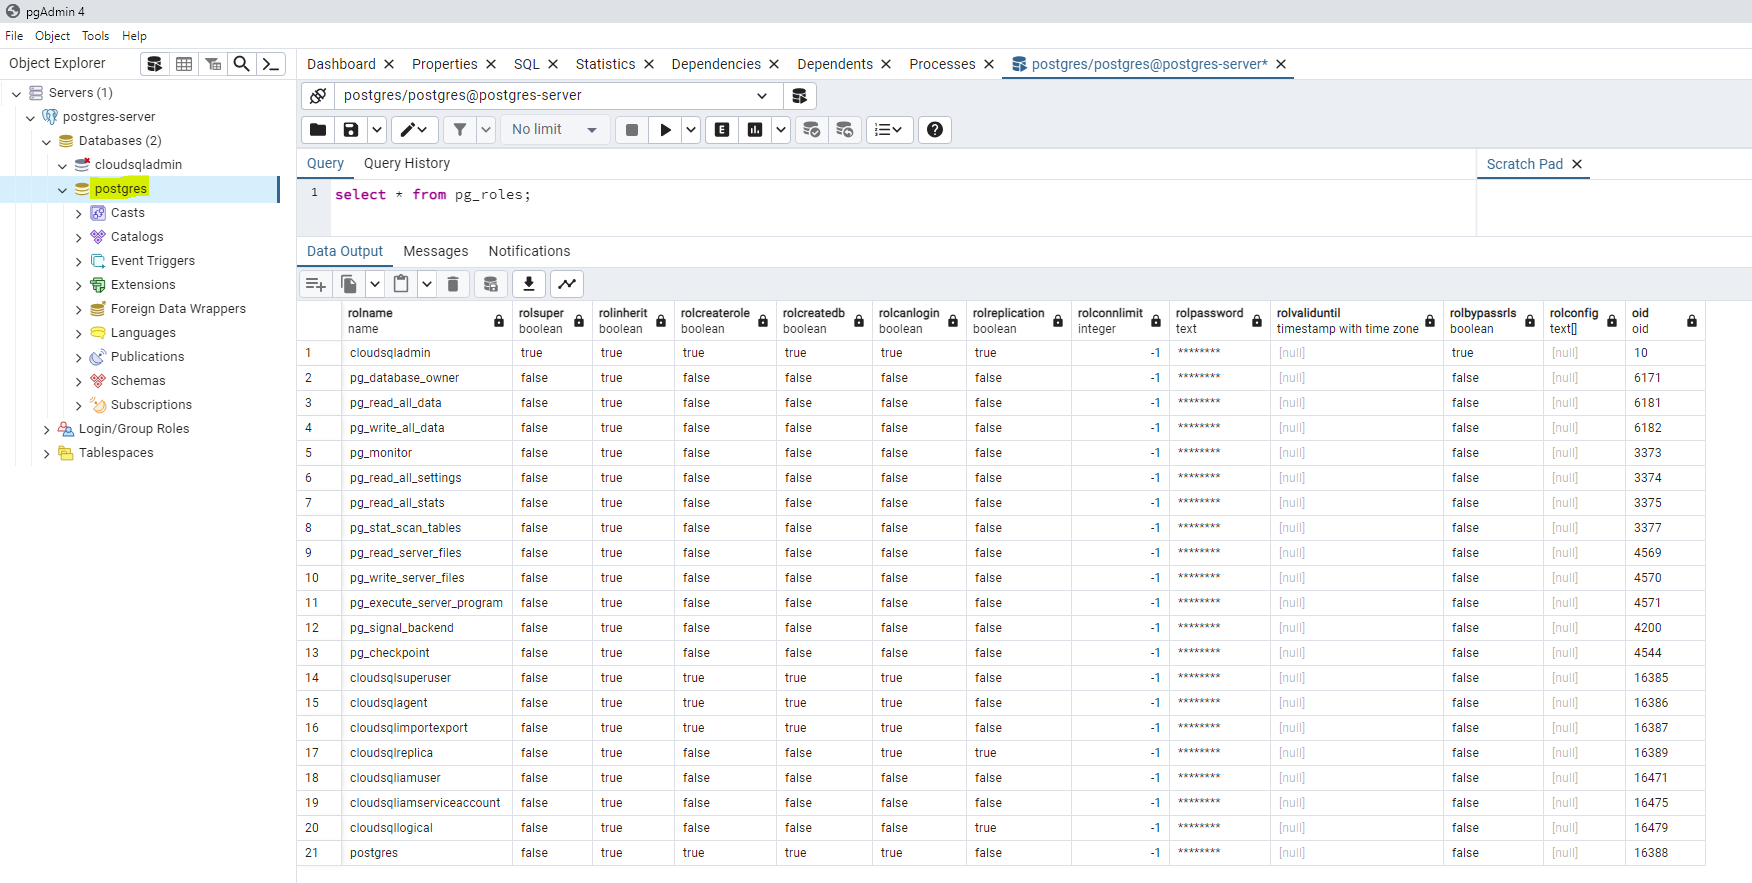 pgAdmin 4
File Object Tools Help
Object Explorer
Servers (1)
postgres-server
Databases (2)
cloudsqladmin
postgres
Casts
Catalogs
Event Triggers
Extensions
Foreign Data Wrappers
Languages
Publications
Schemas
Subscriptions
Login/Group Roles
Tablespaces
Dashboard Properties SQL Statistics Dependencies Dependents Processes postgres/postgres@postgres-server*
postgres/postgres@postgres-server
No limit E
Query Query History
1 select * from pg_roles;
Scratch Pad
Data Output Messages Notifications
rolname rolsuper rolinherit rolcreaterole rolcreatedb rolcanlogin rolreplication rolconnlimit rolpassword rolvaliduntil rolbypassrls rolconfig oid
name boolean boolean boolean boolean boolean boolean integer text timestamp with time zone boolean text[] oid
1 cloudsqladmin true true true true true true -1 ******** [null] true [null] 10
2 pg_database_owner false true false false false false -1 ******** [null] false [null] 6171
3 pg_read_all_data false true false false false false -1 ******** [null] false [null] 6181
4 pg_write_all_data false true false false false false -1 ******** [null] false [null] 6182
5 pg_monitor false true false false false false -1 ******** [null] false [null] 3373
6 pg_read_all_settings false true false false false false -1 ******** [null] false [null] 3374
7 pg_read_all_stats false true false false false false -1 ******** [null] false [null] 3375
8 pg_stat_scan_tables false true false false false false -1 ******** [null] false [null] 3377
9 pg_read_server_files false true false false false false -1 ******** [null] false [null] 4569
10 pg_write_server_files false true false false false false -1 ******** [null] false [null] 4570
11 pg_execute_server_program false true false false false false -1 ******** [null] false [null] 4571
12 pg_signal_backend false true false false false false -1 ******** [null] false [null] 4200
13 pg_checkpoint false true false false false false -1 ******** [null] false [null] 4544
14 cloudsqlsuperuser false true true true true false -1 ******** [null] false [null] 16385
15 cloudsqlagent false true true true true false -1 ******** [null] false [null] 16386
16 cloudsqlimportexport false true true true true false -1 ******** [null] false [null] 16387
17 cloudsqlreplica false true false false true true -1 ******** [null] false [null] 16389
18 cloudsqliamuser false true false false false false -1 ******** [null] false [null] 16471
19 cloudsqliamserviceaccount false true false false false false -1 ******** [null] false [null] 16475
20 cloudsqllogical false true false false false true -1 ******** [null] false [null] 16479
21 postgres false true true true true false -1 ******** [null] false [null] 16388